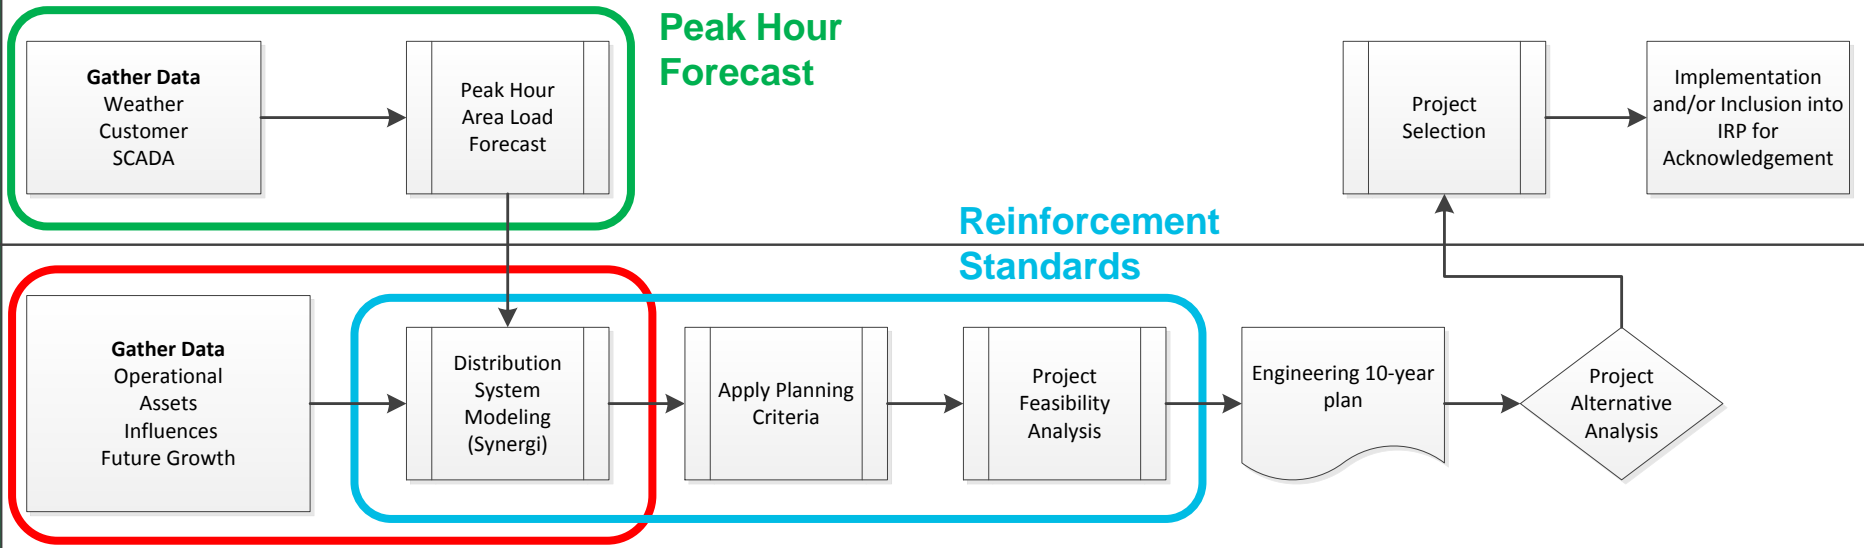 Peak Hour
Forecast
Gather Data
Weather
Customer
SCADA
Peak Hour
Area Load
Forecast
Project
Selection
Implementation
and/or Inclusion into
IRP for
Acknowledgement
Reinforcement
Standards
Gather Data
Operational
Assets
Influences
Future Growth
Distribution
System
Modeling
(Synergi)
Apply Planning
Criteria
Project
Feasibility
Analysis
Engineering 10-year
plan
Project
Alternative
Analysis